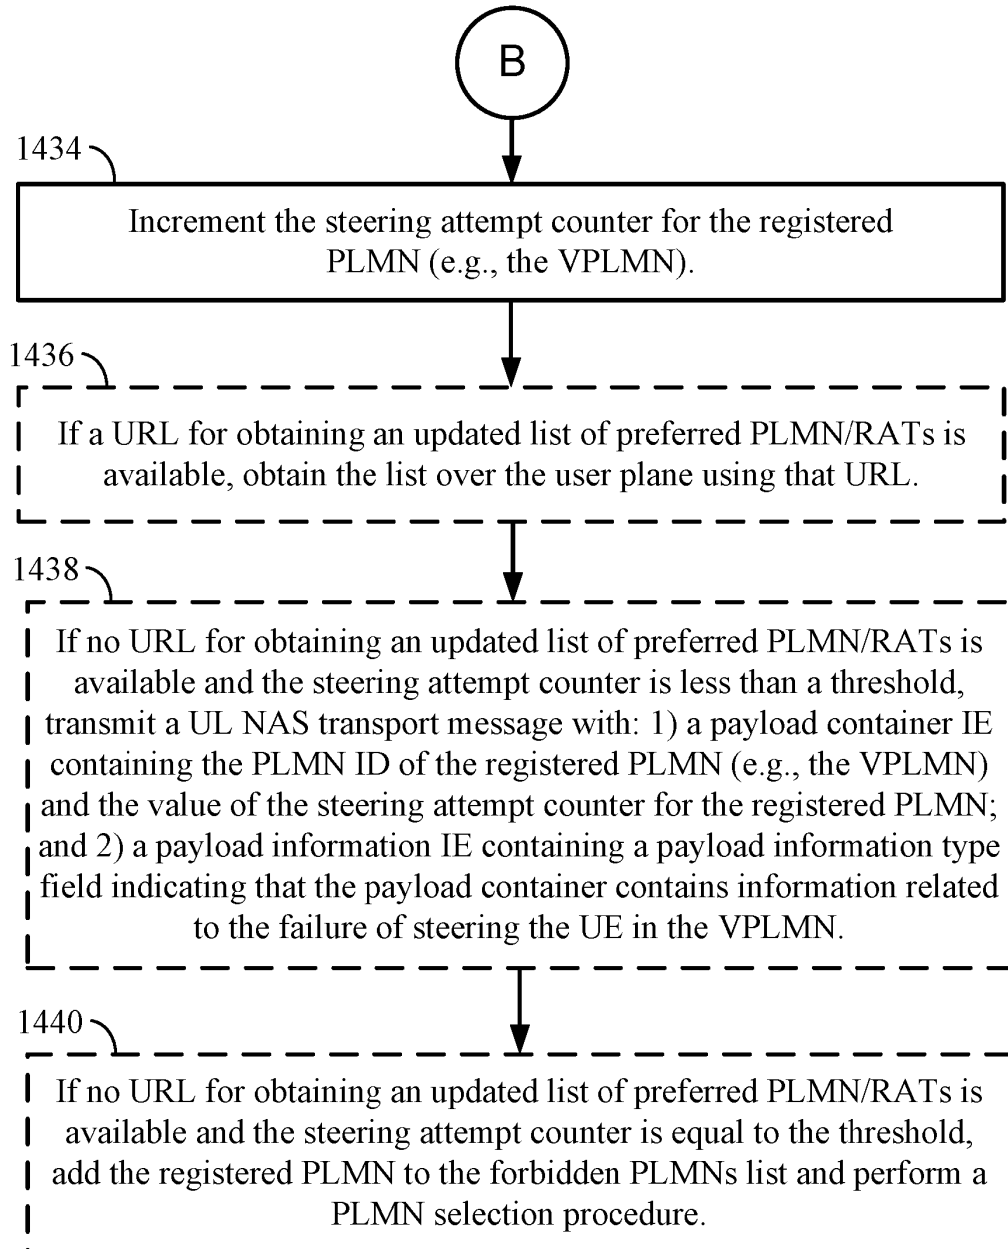 B
1434
Increment the steering attempt counter for the registered
PLMN (e.g., the VPLMN).
1436
If a URL for obtaining an updated list of preferred PLMN/RATs is
available, obtain the list over the user plane using that URL.
1438
If no URL for obtaining an updated list of preferred PLMN/RATs is
available and the steering attempt counter is less than a threshold,
transmit a UL NAS transport message with: 1) a payload container IE
containing the PLMN ID of the registered PLMN (e.g., the VPLMN)
and the value of the steering attempt counter for the registered PLMN;
and 2) a payload information IE containing a payload information type
field indicating that the payload container contains information related
to the failure of steering the UE in the VPLMN.
1440
If no URL for obtaining an updated list of preferred PLMN/RATs is
available and the steering attempt counter is equal to the threshold,
add the registered PLMN to the forbidden PLMNs list and perform a
PLMN selection procedure.